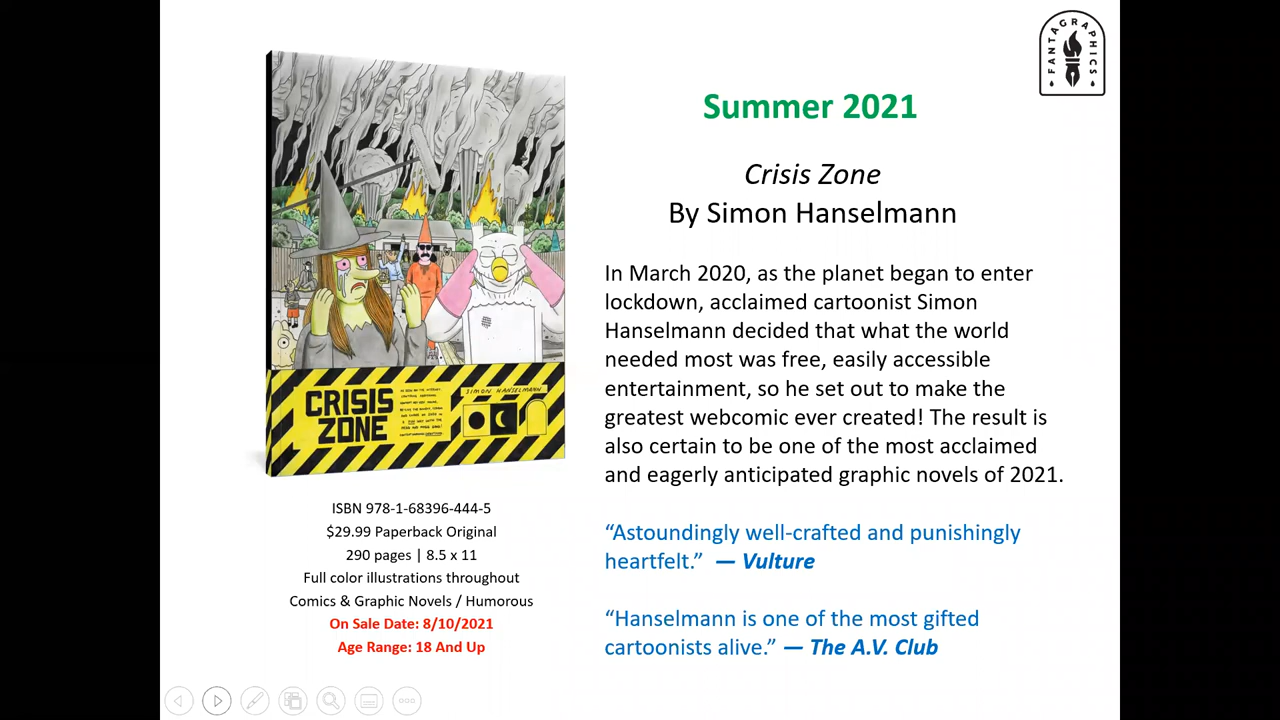 FANTAGRAPHICS
Summer 2021
Crisis Zone
By Simon Hanselmann
In March 2020, as the planet began to enter
lockdown, acclaimed cartoonist Simon
Hanselmann decided that what the world
needed most was free, easily accessible
entertainment, so he set out to make the
greatest webcomic ever created! The result is
also certain to be one of the most acclaimed
and eagerly anticipated graphic novels of 2021.
“Astoundingly well-crafted and punishingly
heartfelt.” — Vulture
“Hanselmann is one of the most gifted
cartoonists alive.” — The A.V. Club
CRISIS
ZONE
SIMON HANSELMANN
ISBN 978-1-68396-444-5
$29.99 Paperback Original
290 pages | 8.5 x 11
Full color illustrations throughout
Comics & Graphic Novels / Humorous
On Sale Date: 8/10/2021
Age Range: 18 And Up